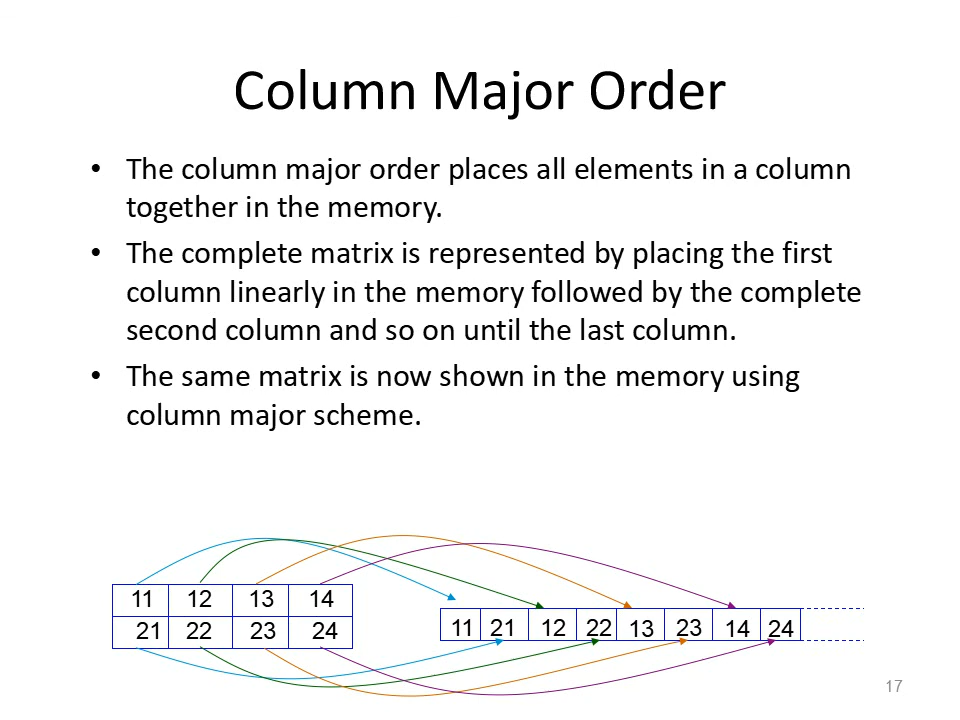 Column Major Order
• The column major order places all elements in a column
together in the memory.
• The complete matrix is represented by placing the first
column linearly in the memory followed by the complete
second column and so on until the last column.
• The same matrix is now shown in the memory using
column major scheme.
11 12 13 14
21 22 23 24
11 21 12 22 13 23 14 24
17